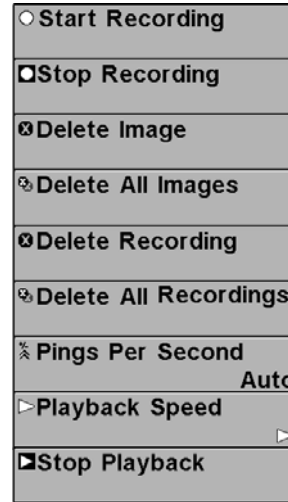 Start Recording
Stop Recording
Delete Image
Delete All Images
Delete Recording
Delete All Recordings
Pings Per Second
Auto
Playback Speed
Stop Playback